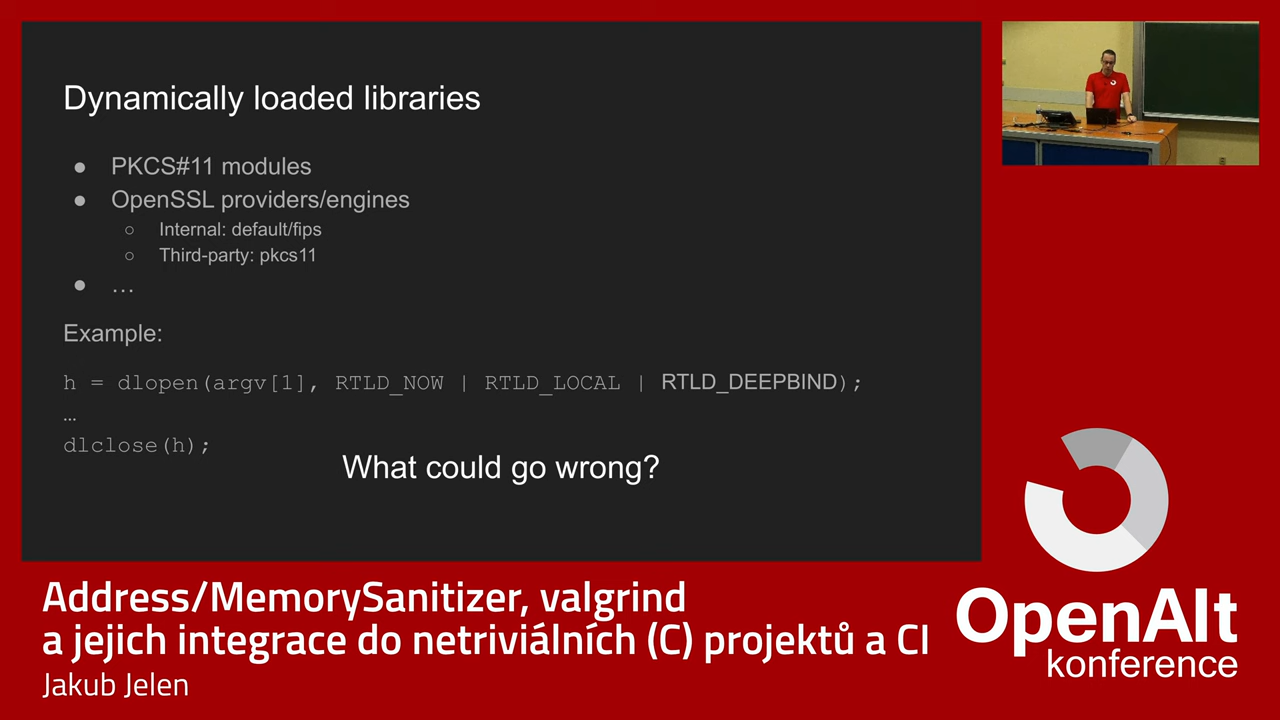 Dynamically loaded libraries
● PKCS#11 modules
● OpenSSL providers/engines
○ Internal: default/fips
○ Third-party: pkcs11
● …
Example:
h = dlopen(argv[1], RTLD_NOW | RTLD_LOCAL | RTLD_DEEPBIND);
…
dlclose(h);
What could go wrong?
Address/MemorySanitizer, valgrind
a jejich integrace do netriviálních (C) projektů a CI
Jakub Jelen
OpenAlt
konference